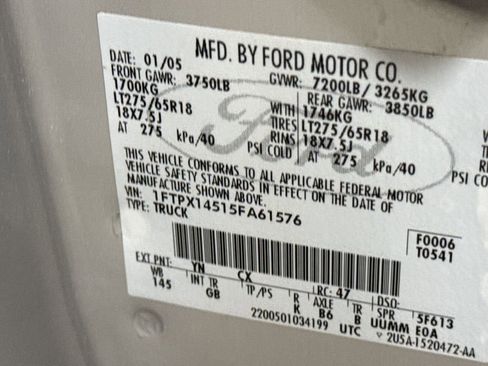 MFD. BY FORD MOTOR CO.
DATE: 01/05 GVWR: 7200LB/ 3265KG
FRONT GAWR: 3750LB REAR GAWR: 3850LB
1700KG WITH 1746KG
LT275/65R18 TIRES LT275/65R18
18X7.5J RIMS 18X7.5J
AT 275 kPa/40 PSI COLD AT 275 kPa/40 PSI
THIS VEHICLE CONFORMS TO ALL APPLICABLE FEDERAL MOTOR
VEHICLE SAFETY STANDARDS IN EFFECT ON THE DATE OF
MANUFACTURE SHOWN ABOVE.
VIN: 1FTPX14515FA61576
TYPE: TRUCK
F0006
T0541
EXT PNT: YN CX RC: 47 DSO:
WB INT TR TP/PS R AXLE TR SPR 5F613
145 GB K B6 B UUMM E0A
2200501034199 UTC 2U5A-1520472-AA
Ford